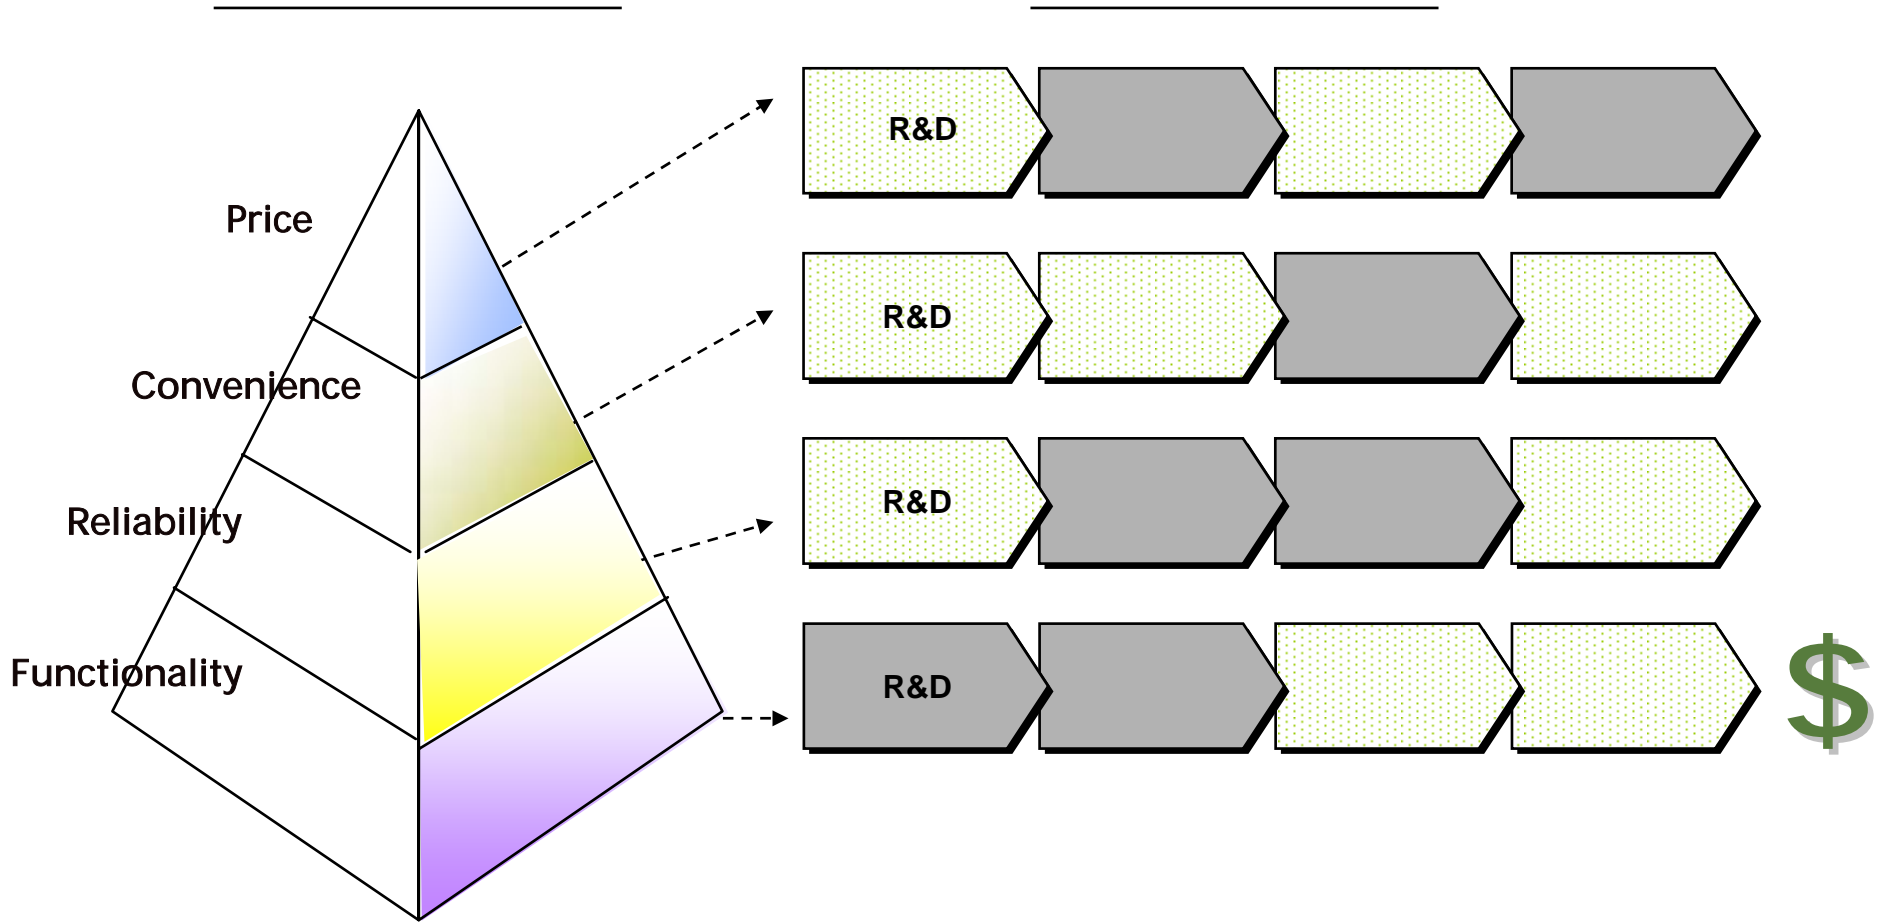 Price
R&D
Convenience
R&D
Reliability
R&D
Functionality
R&D
$